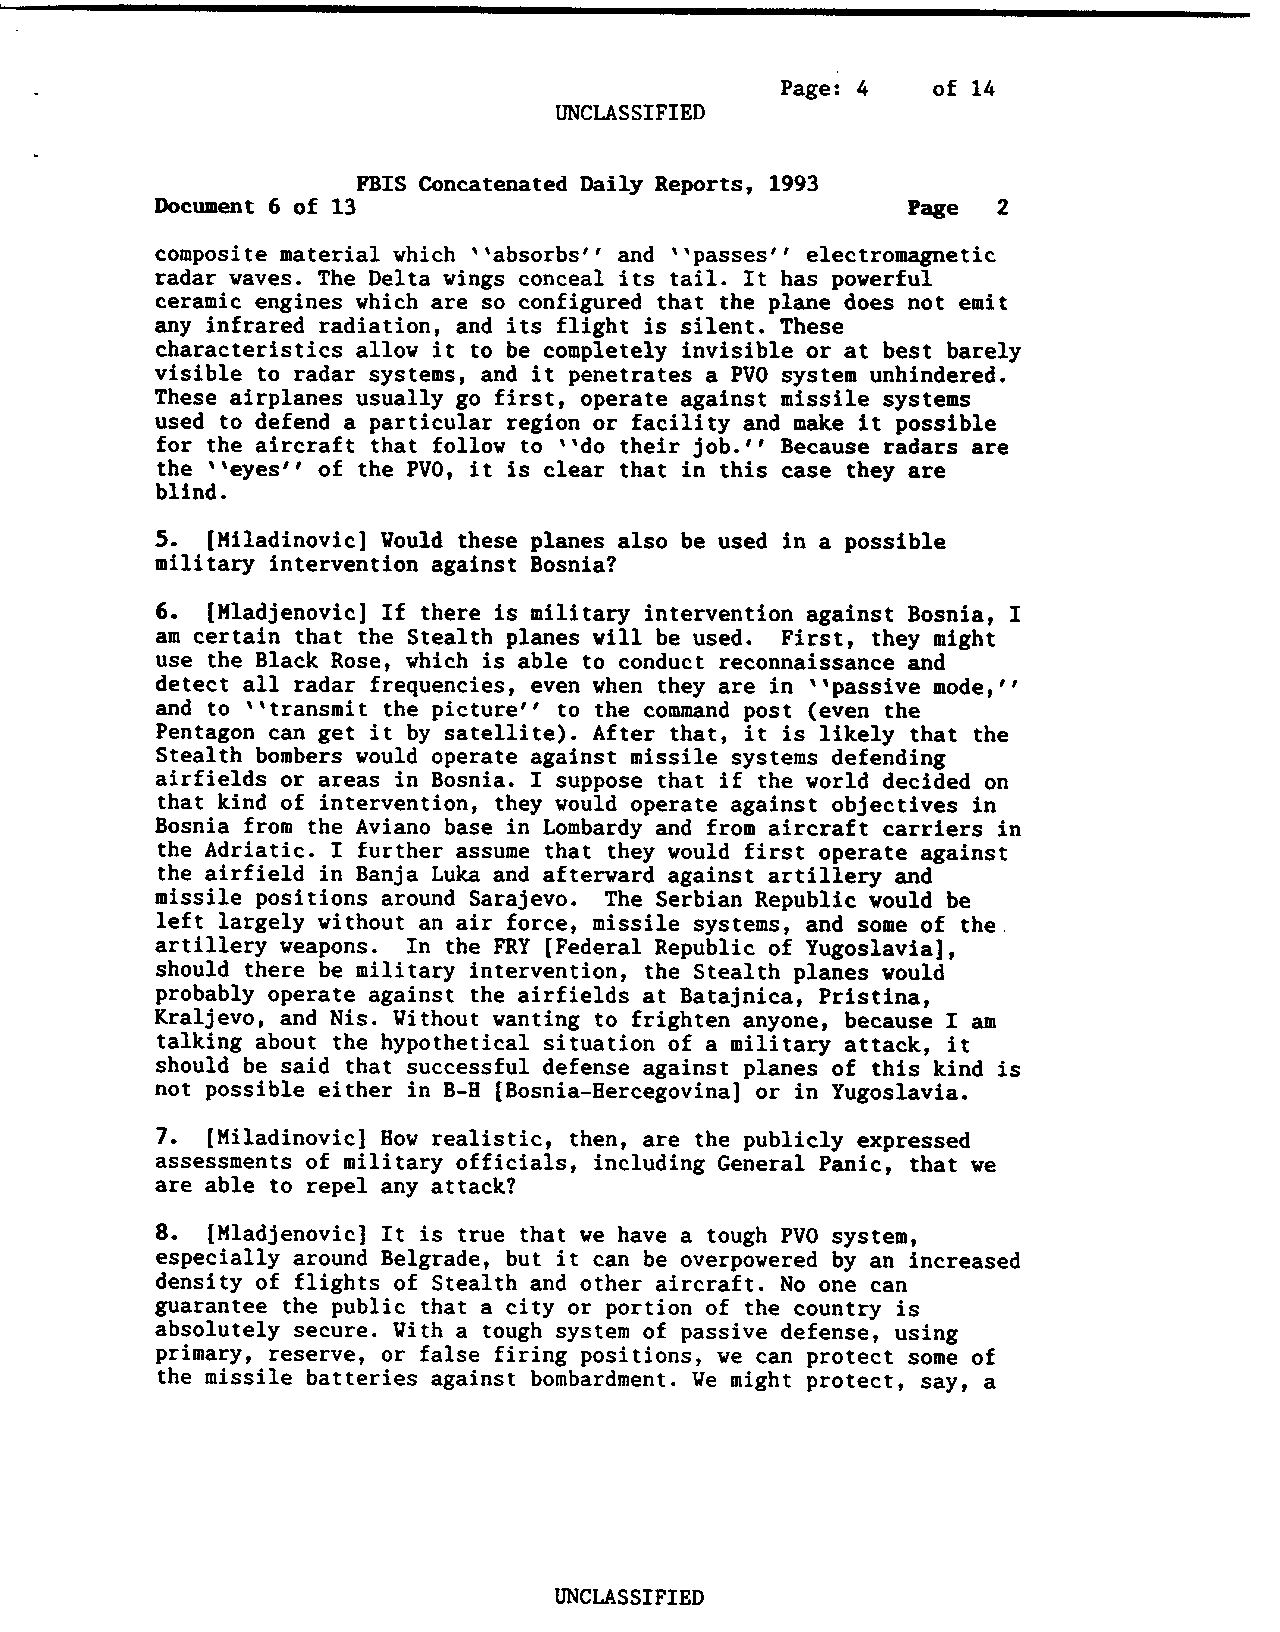 Page: 4 of 14
UNCLASSIFIED
FBIS Concatenated Daily Reports, 1993
Document 6 of 13 Page 2
composite material which ``absorbs'' and ``passes'' electromagnetic
radar waves. The Delta wings conceal its tail. It has powerful
ceramic engines which are so configured that the plane does not emit
any infrared radiation, and its flight is silent. These
characteristics allow it to be completely invisible or at best barely
visible to radar systems, and it penetrates a PVO system unhindered.
These airplanes usually go first, operate against missile systems
used to defend a particular region or facility and make it possible
for the aircraft that follow to ``do their job.'' Because radars are
the ``eyes'' of the PVO, it is clear that in this case they are
blind.
5. [Miladinovic] Would these planes also be used in a possible
military intervention against Bosnia?
6. [Mladjenovic] If there is military intervention against Bosnia, I
am certain that the Stealth planes will be used. First, they might
use the Black Rose, which is able to conduct reconnaissance and
detect all radar frequencies, even when they are in ``passive mode,''
and to ``transmit the picture'' to the command post (even the
Pentagon can get it by satellite). After that, it is likely that the
Stealth bombers would operate against missile systems defending
airfields or areas in Bosnia. I suppose that if the world decided on
that kind of intervention, they would operate against objectives in
Bosnia from the Aviano base in Lombardy and from aircraft carriers in
the Adriatic. I further assume that they would first operate against
the airfield in Banja Luka and afterward against artillery and
missile positions around Sarajevo. The Serbian Republic would be
left largely without an air force, missile systems, and some of the
artillery weapons. In the FRY [Federal Republic of Yugoslavia],
should there be military intervention, the Stealth planes would
probably operate against the airfields at Batajnica, Pristina,
Kraljevo, and Nis. Without wanting to frighten anyone, because I am
talking about the hypothetical situation of a military attack, it
should be said that successful defense against planes of this kind is
not possible either in B-H [Bosnia-Hercegovina] or in Yugoslavia.
7. [Miladinovic] How realistic, then, are the publicly expressed
assessments of military officials, including General Panic, that we
are able to repel any attack?
8. [Mladjenovic] It is true that we have a tough PVO system,
especially around Belgrade, but it can be overpowered by an increased
density of flights of Stealth and other aircraft. No one can
guarantee the public that a city or portion of the country is
absolutely secure. With a tough system of passive defense, using
primary, reserve, or false firing positions, we can protect some of
the missile batteries against bombardment. We might protect, say, a
UNCLASSIFIED